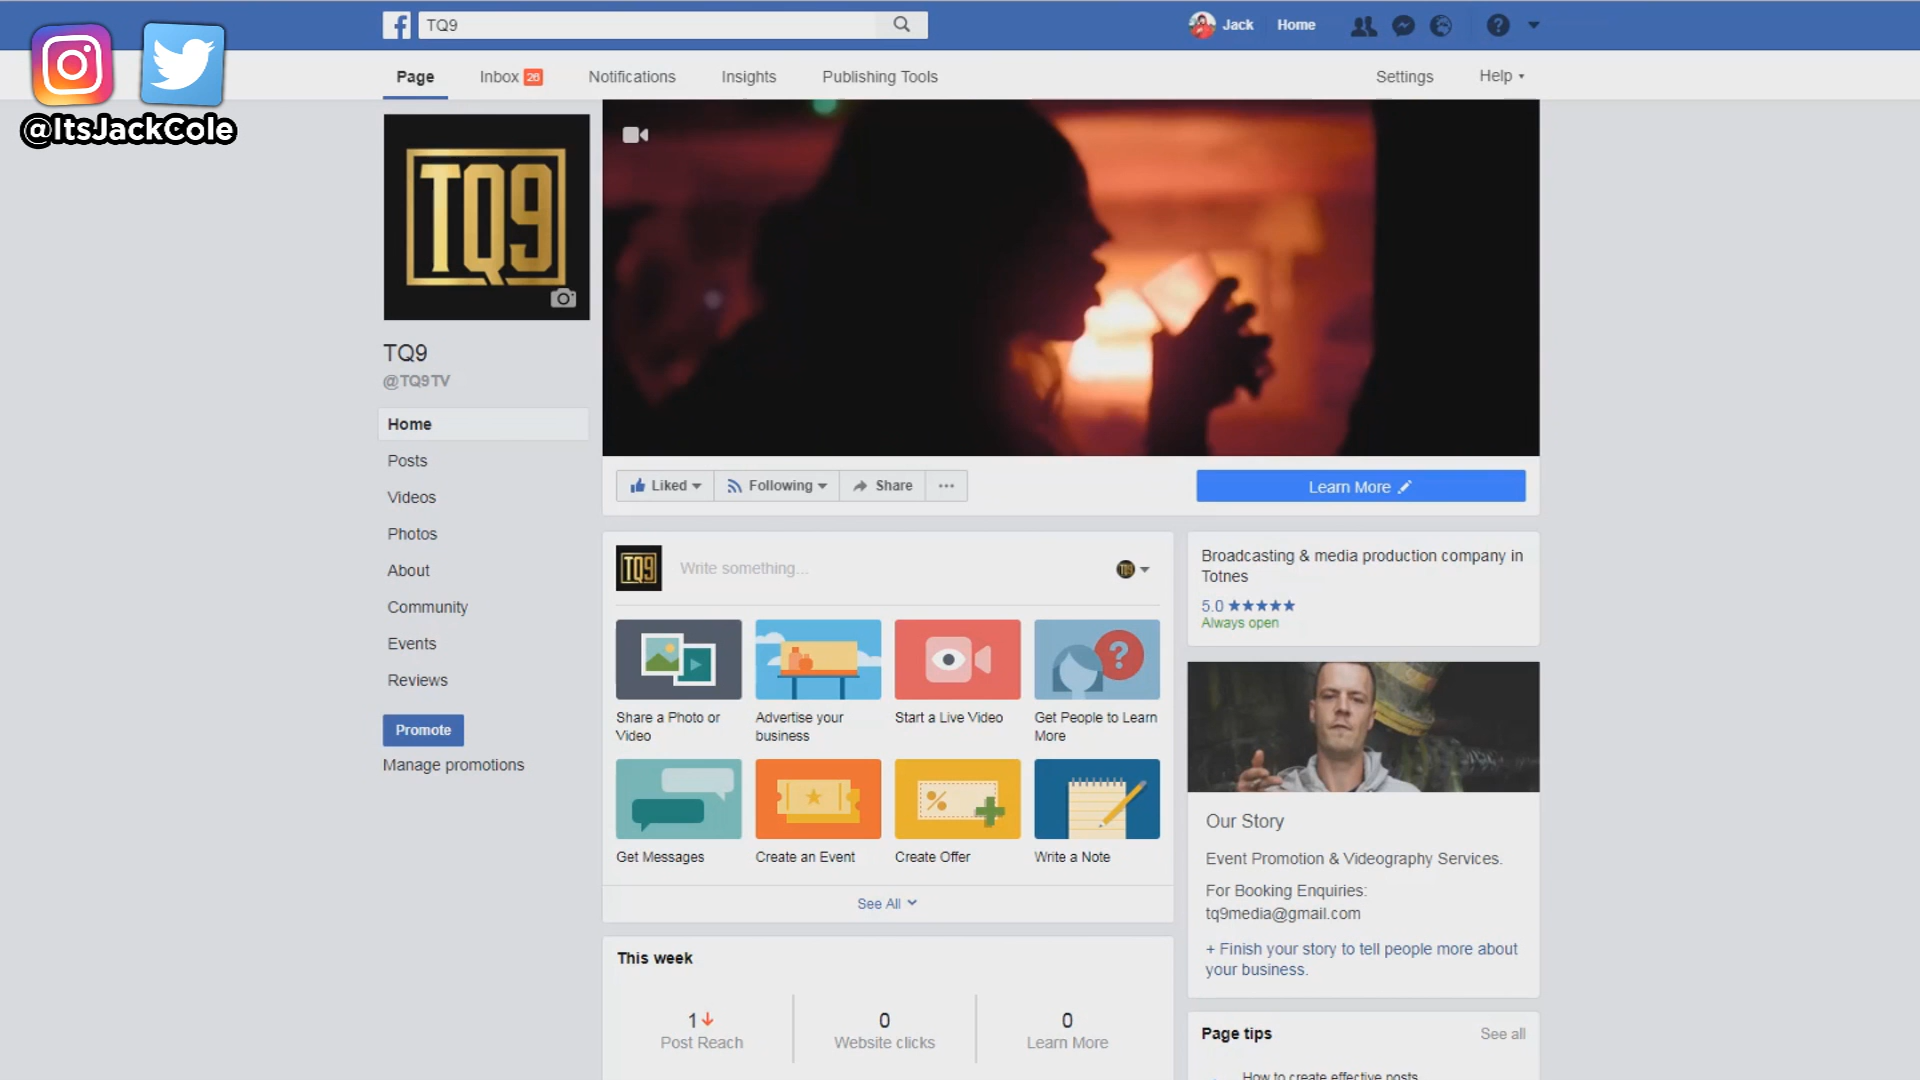 TQ9
Jack
Home
@ItsJackCole
Page
Inbox 26
Notifications
Insights
Publishing Tools
Settings
Help
TQ9
TQ9
@TQ9TV
Home
Posts
Videos
Photos
About
Community
Events
Reviews
Promote
Manage promotions
Liked
Following
Share
Learn More
TQ9
Write something...
TQ9
Share a Photo or
Video
Advertise your
business
Start a Live Video
Get People to Learn
More
Get Messages
Create an Event
Create Offer
Write a Note
See All
This week
1
Post Reach
0
Website clicks
0
Learn More
Broadcasting & media production company in
Totnes
5.0 ★★★★★
Always open
Our Story
Event Promotion & Videography Services.
For Booking Enquiries:
tq9media@gmail.com
+ Finish your story to tell people more about
your business.
Page tips
See all
How to create effective posts